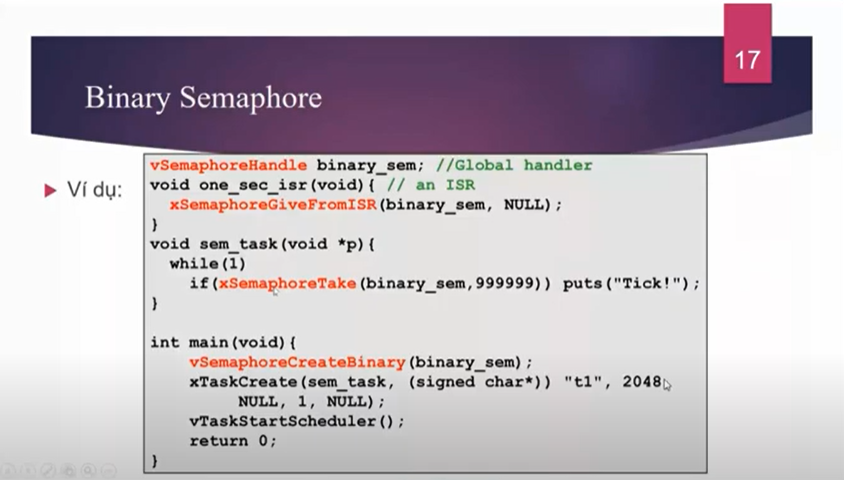 17
Binary Semaphore
Ví dụ:
vSemaphoreHandle binary_sem; //Global handler
void one_sec_isr(void){ // an ISR
xSemaphoreGiveFromISR(binary_sem, NULL);
}
void sem_task(void *p){
while(1)
if(xSemaphoreTake(binary_sem,999999)) puts("Tick!");
}
int main(void){
vSemaphoreCreateBinary(binary_sem);
xTaskCreate(sem_task, (signed char*)) "t1", 2048,
NULL, 1, NULL);
vTaskStartScheduler();
return 0;
}